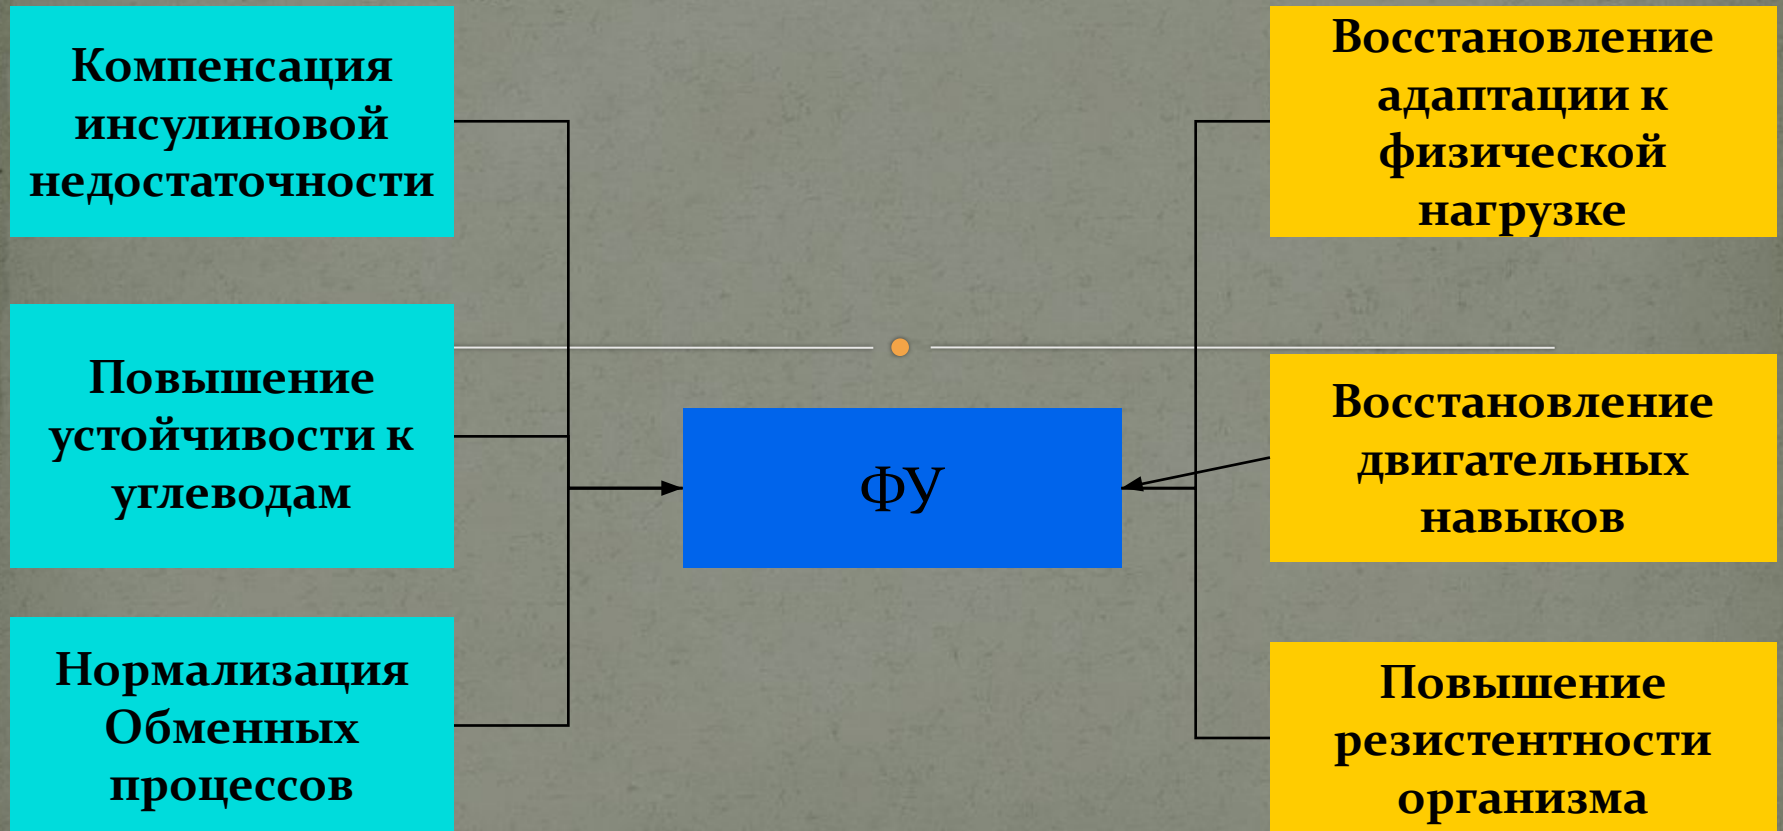 Компенсация
инсулиновой
недостаточности
Повышение
устойчивости к
углеводам
Нормализация
Обменных
процессов
ФУ
Восстановление
адаптации к
физической
нагрузке
Восстановление
двигательных
навыков
Повышение
резистентности
организма